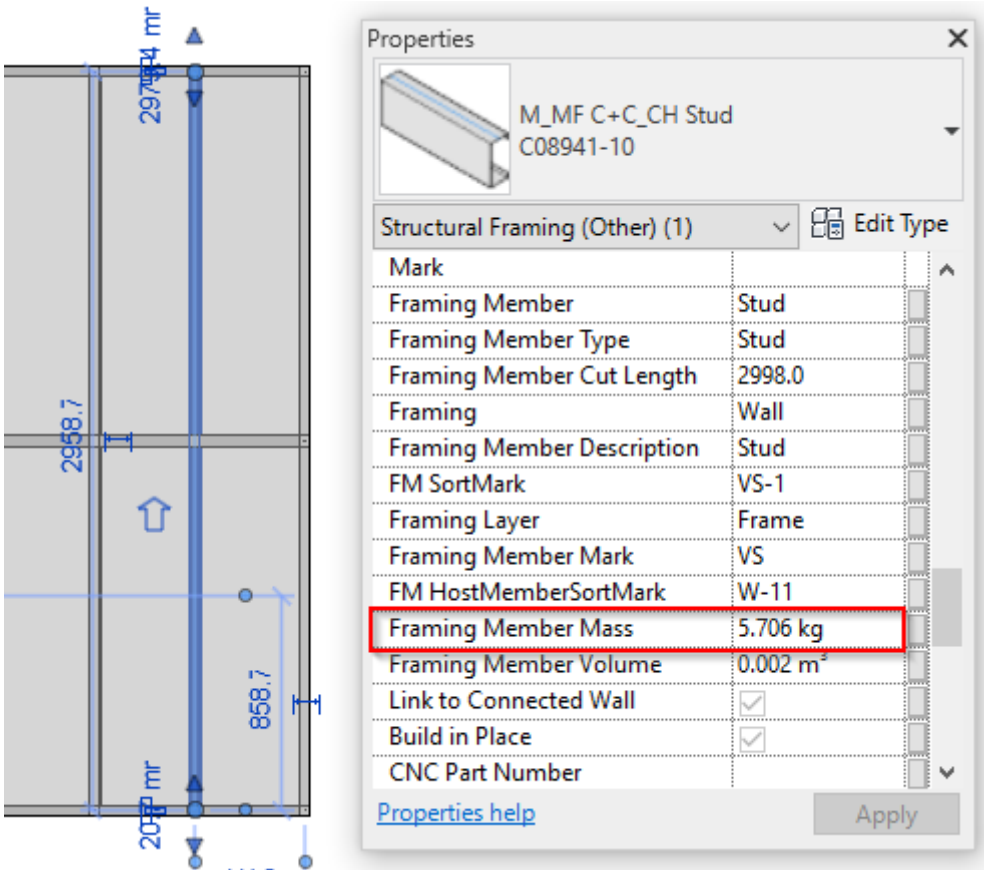 Properties
M_MF C+C_CH Stud
C08941-10
Structural Framing (Other) (1)
Edit Type
Mark
Framing Member Stud
Framing Member Type Stud
Framing Member Cut Length 2998.0
Framing Wall
Framing Member Description Stud
FM SortMark VS-1
Framing Layer Frame
Framing Member Mark VS
FM HostMemberSortMark W-11
Framing Member Mass 5.706 kg
Framing Member Volume 0.002 m³
Link to Connected Wall
Build in Place
CNC Part Number
Properties help
Apply
mr
2958.7
858.7
mr